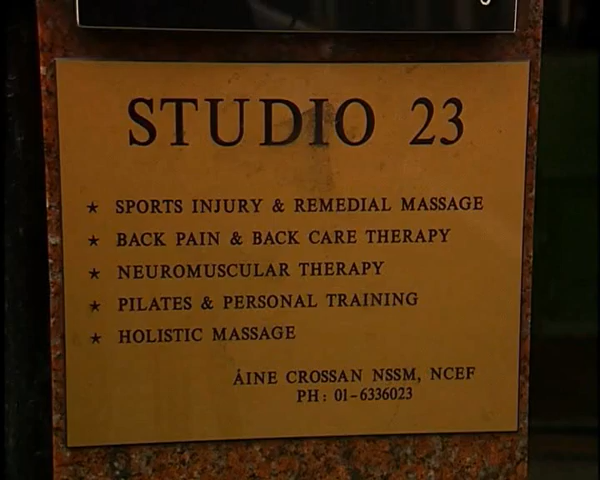 STUDIO 23
★ SPORTS INJURY & REMEDIAL MASSAGE
★ BACK PAIN & BACK CARE THERAPY
★ NEUROMUSCULAR THERAPY
★ PILATES & PERSONAL TRAINING
★ HOLISTIC MASSAGE
ÁINE CROSSAN NSSM, NCEF
PH: 01-6336023